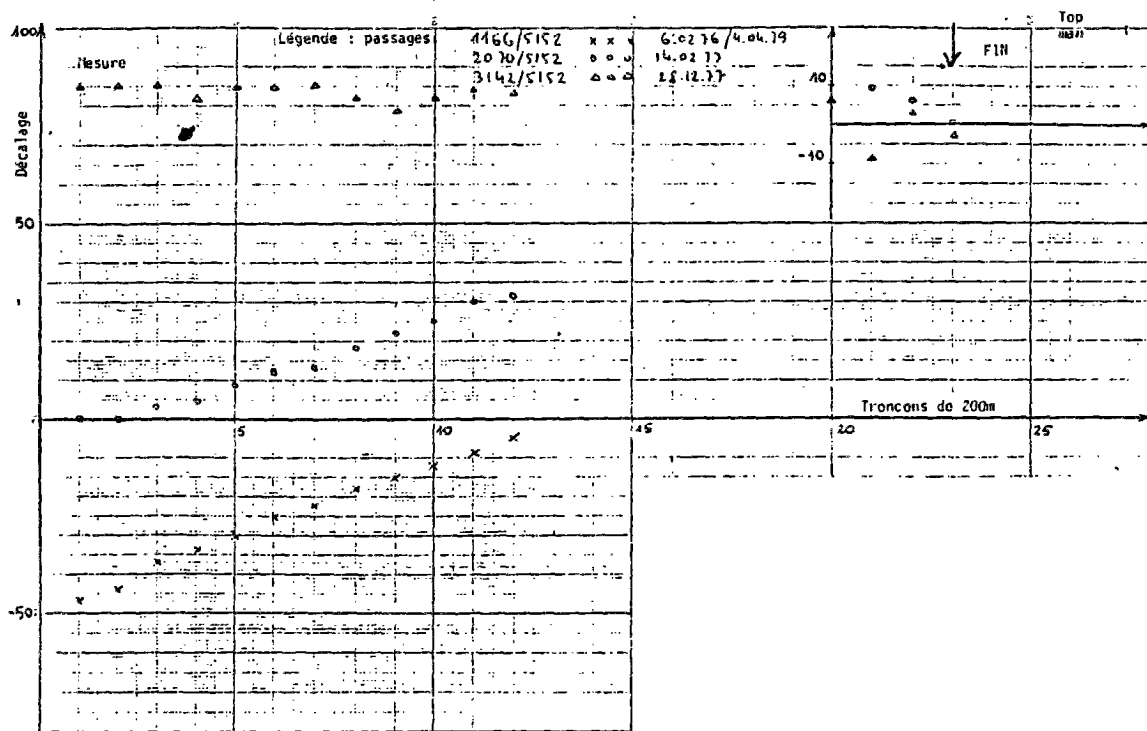 100
Légende : passages 1166/5152 x x x 6.02.76/4.04.79
2070/5152 o o o 14.02.77
3142/5152 △ △ △ 28.12.77
Top
man
FIN
Mesure
Décalage
10
-10
50
Troncons de 200m
5
10
15
20
25
-50